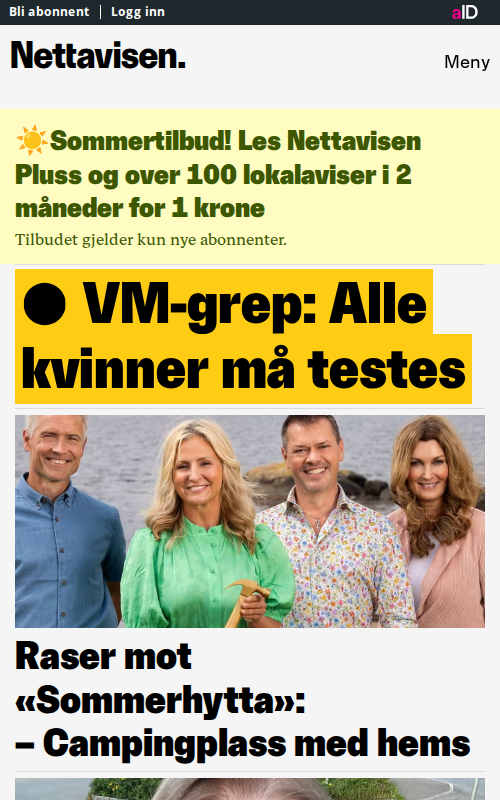 Bli abonnent | Logg inn
aID
Nettavisen.
Meny
☀️Sommertilbud! Les Nettavisen
Pluss og over 100 lokalaviser i 2
måneder for 1 krone
Tilbudet gjelder kun nye abonnenter.
● VM-grep: Alle
kvinner må testes
Raser mot
«Sommerhytta»:
– Campingplass med hems